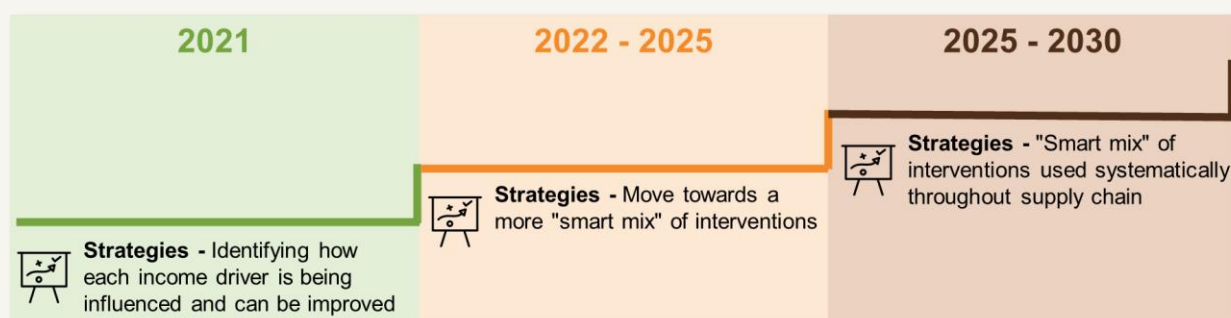 2021
Strategies - Identifying how
each income driver is being
influenced and can be improved
2022 - 2025
Strategies - Move towards a
more "smart mix" of interventions
2025 - 2030
Strategies - "Smart mix" of
interventions used systematically
throughout supply chain